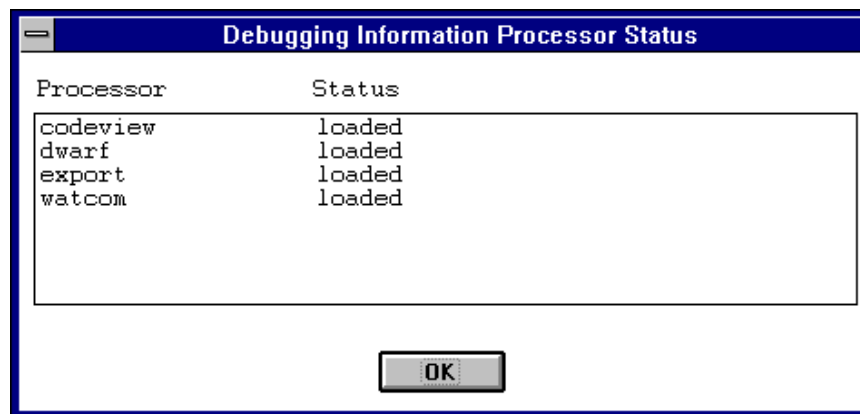 Debugging Information Processor Status
Processor Status
codeview loaded
dwarf loaded
export loaded
watcom loaded
OK